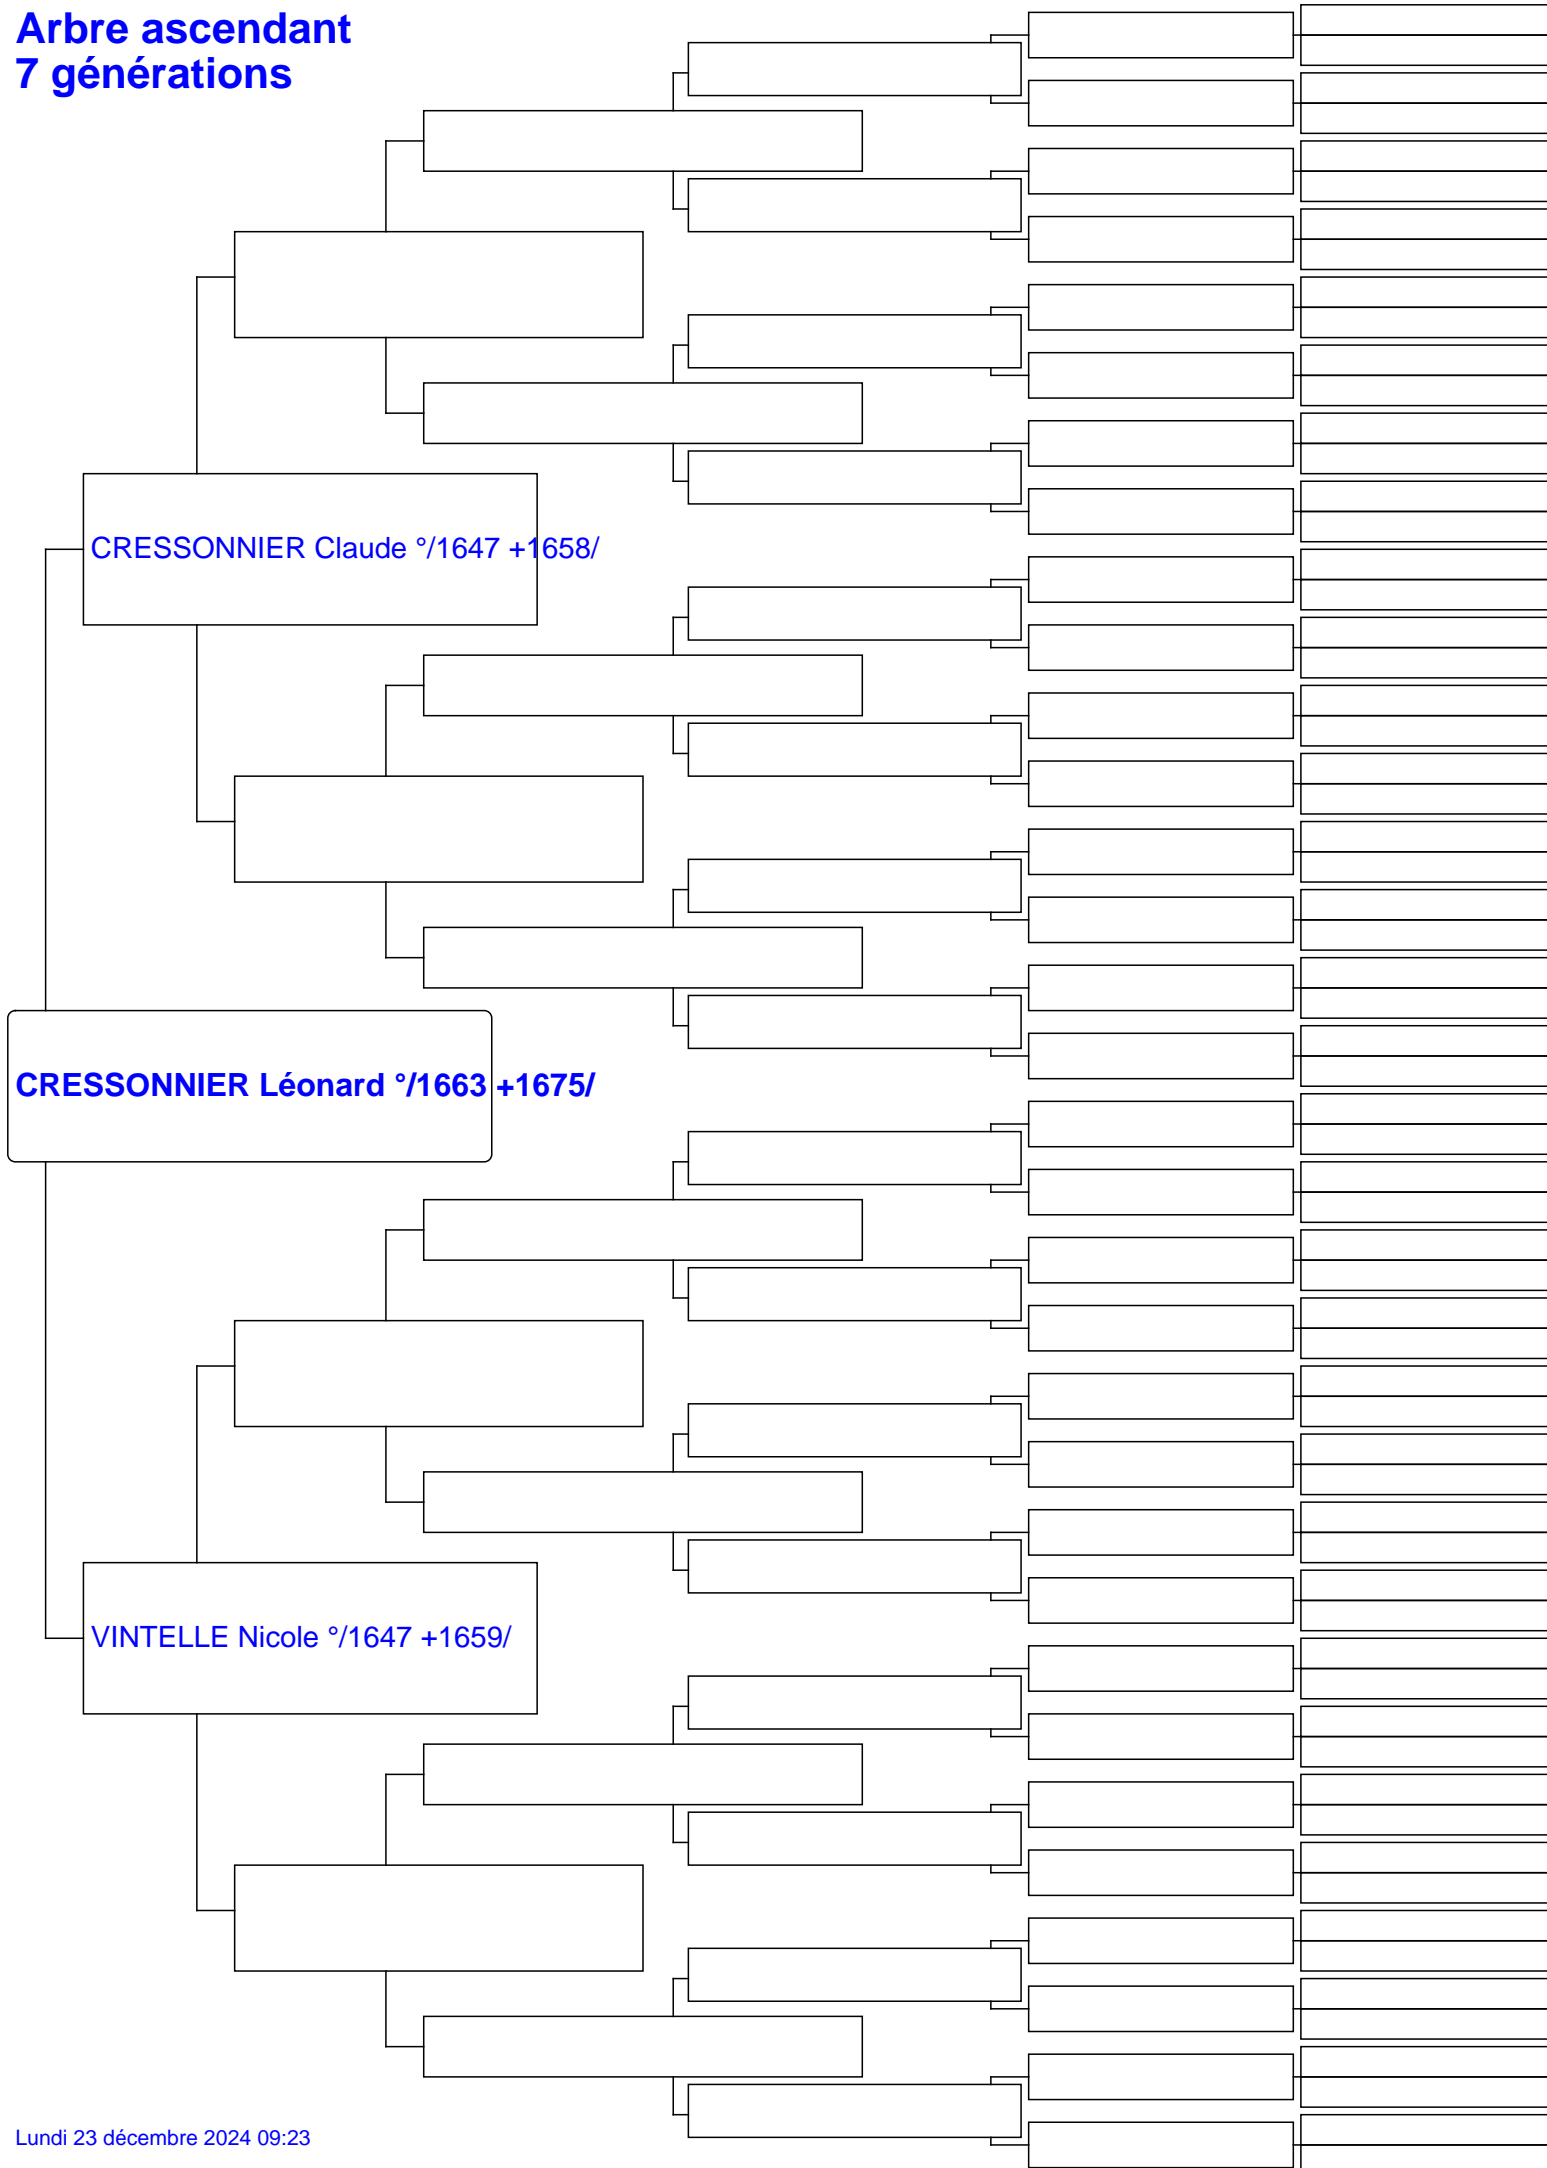 Arbre ascendant
7 générations
CRESSONNIER Claude °/1647 +1658/
CRESSONNIER Léonard °/1663 +1675/
VINTELLE Nicole °/1647 +1659/
Lundi 23 décembre 2024 09:23